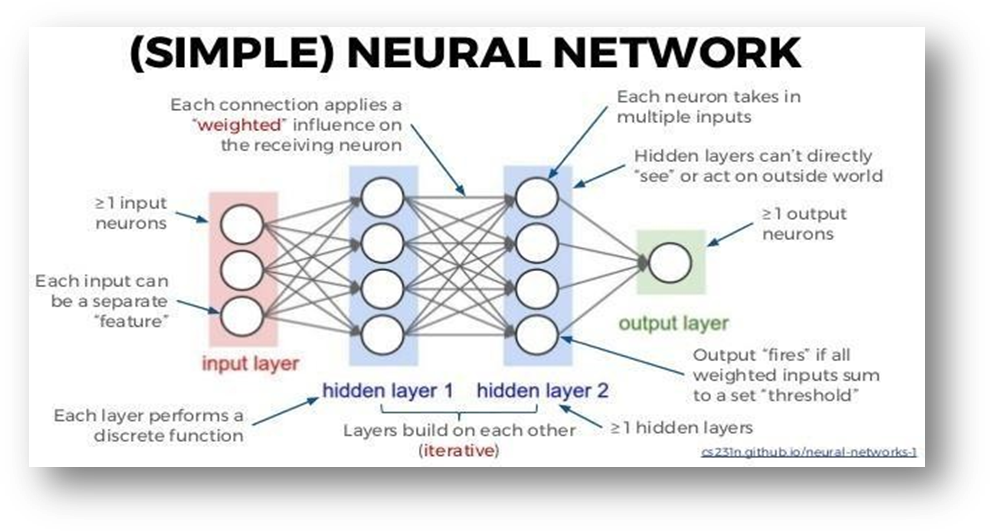 (SIMPLE) NEURAL NETWORK
Each connection applies a
"weighted" influence on
the receiving neuron
Each neuron takes in
multiple inputs
Hidden layers can't directly
"see" or act on outside world
≥1 input
neurons
≥1 output
neurons
Each input can
be a separate
"feature"
input layer
output layer
hidden layer 1
hidden layer 2
Output "fires" if all
weighted inputs sum
to a set "threshold"
Each layer performs a
discrete function
Layers build on each other
(iterative)
≥1 hidden layers
cs231n.github.io/neural-networks-1